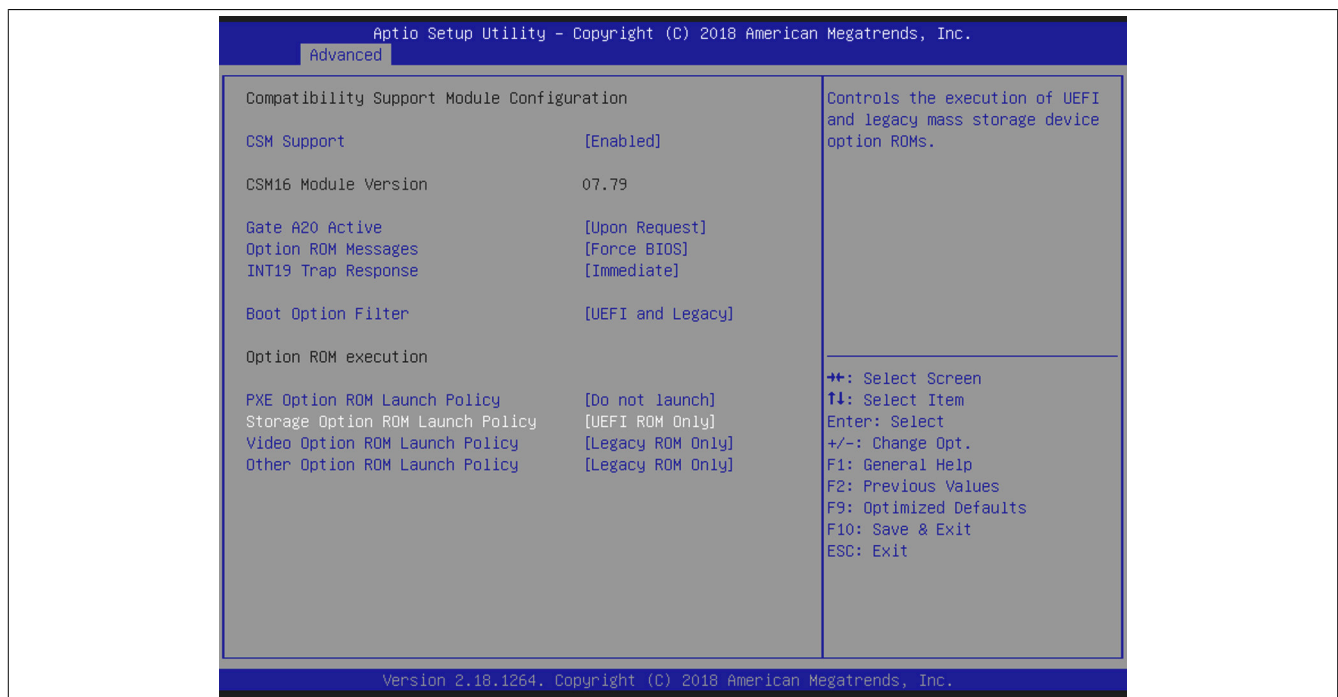 Aptio Setup Utility – Copyright (C) 2018 American Megatrends, Inc.
Advanced
Compatibility Support Module Configuration
CSM Support [Enabled]
CSM16 Module Version 07.79
Gate A20 Active [Upon Request]
Option ROM Messages [Force BIOS]
INT19 Trap Response [Immediate]
Boot Option Filter [UEFI and Legacy]
Option ROM execution
PXE Option ROM Launch Policy [Do not launch]
Storage Option ROM Launch Policy [UEFI ROM Only]
Video Option ROM Launch Policy [Legacy ROM Only]
Other Option ROM Launch Policy [Legacy ROM Only]
Controls the execution of UEFI
and legacy mass storage device
option ROMs.
→←: Select Screen
↑↓: Select Item
Enter: Select
+/-: Change Opt.
F1: General Help
F2: Previous Values
F9: Optimized Defaults
F10: Save & Exit
ESC: Exit
Version 2.18.1264. Copyright (C) 2018 American Megatrends, Inc.